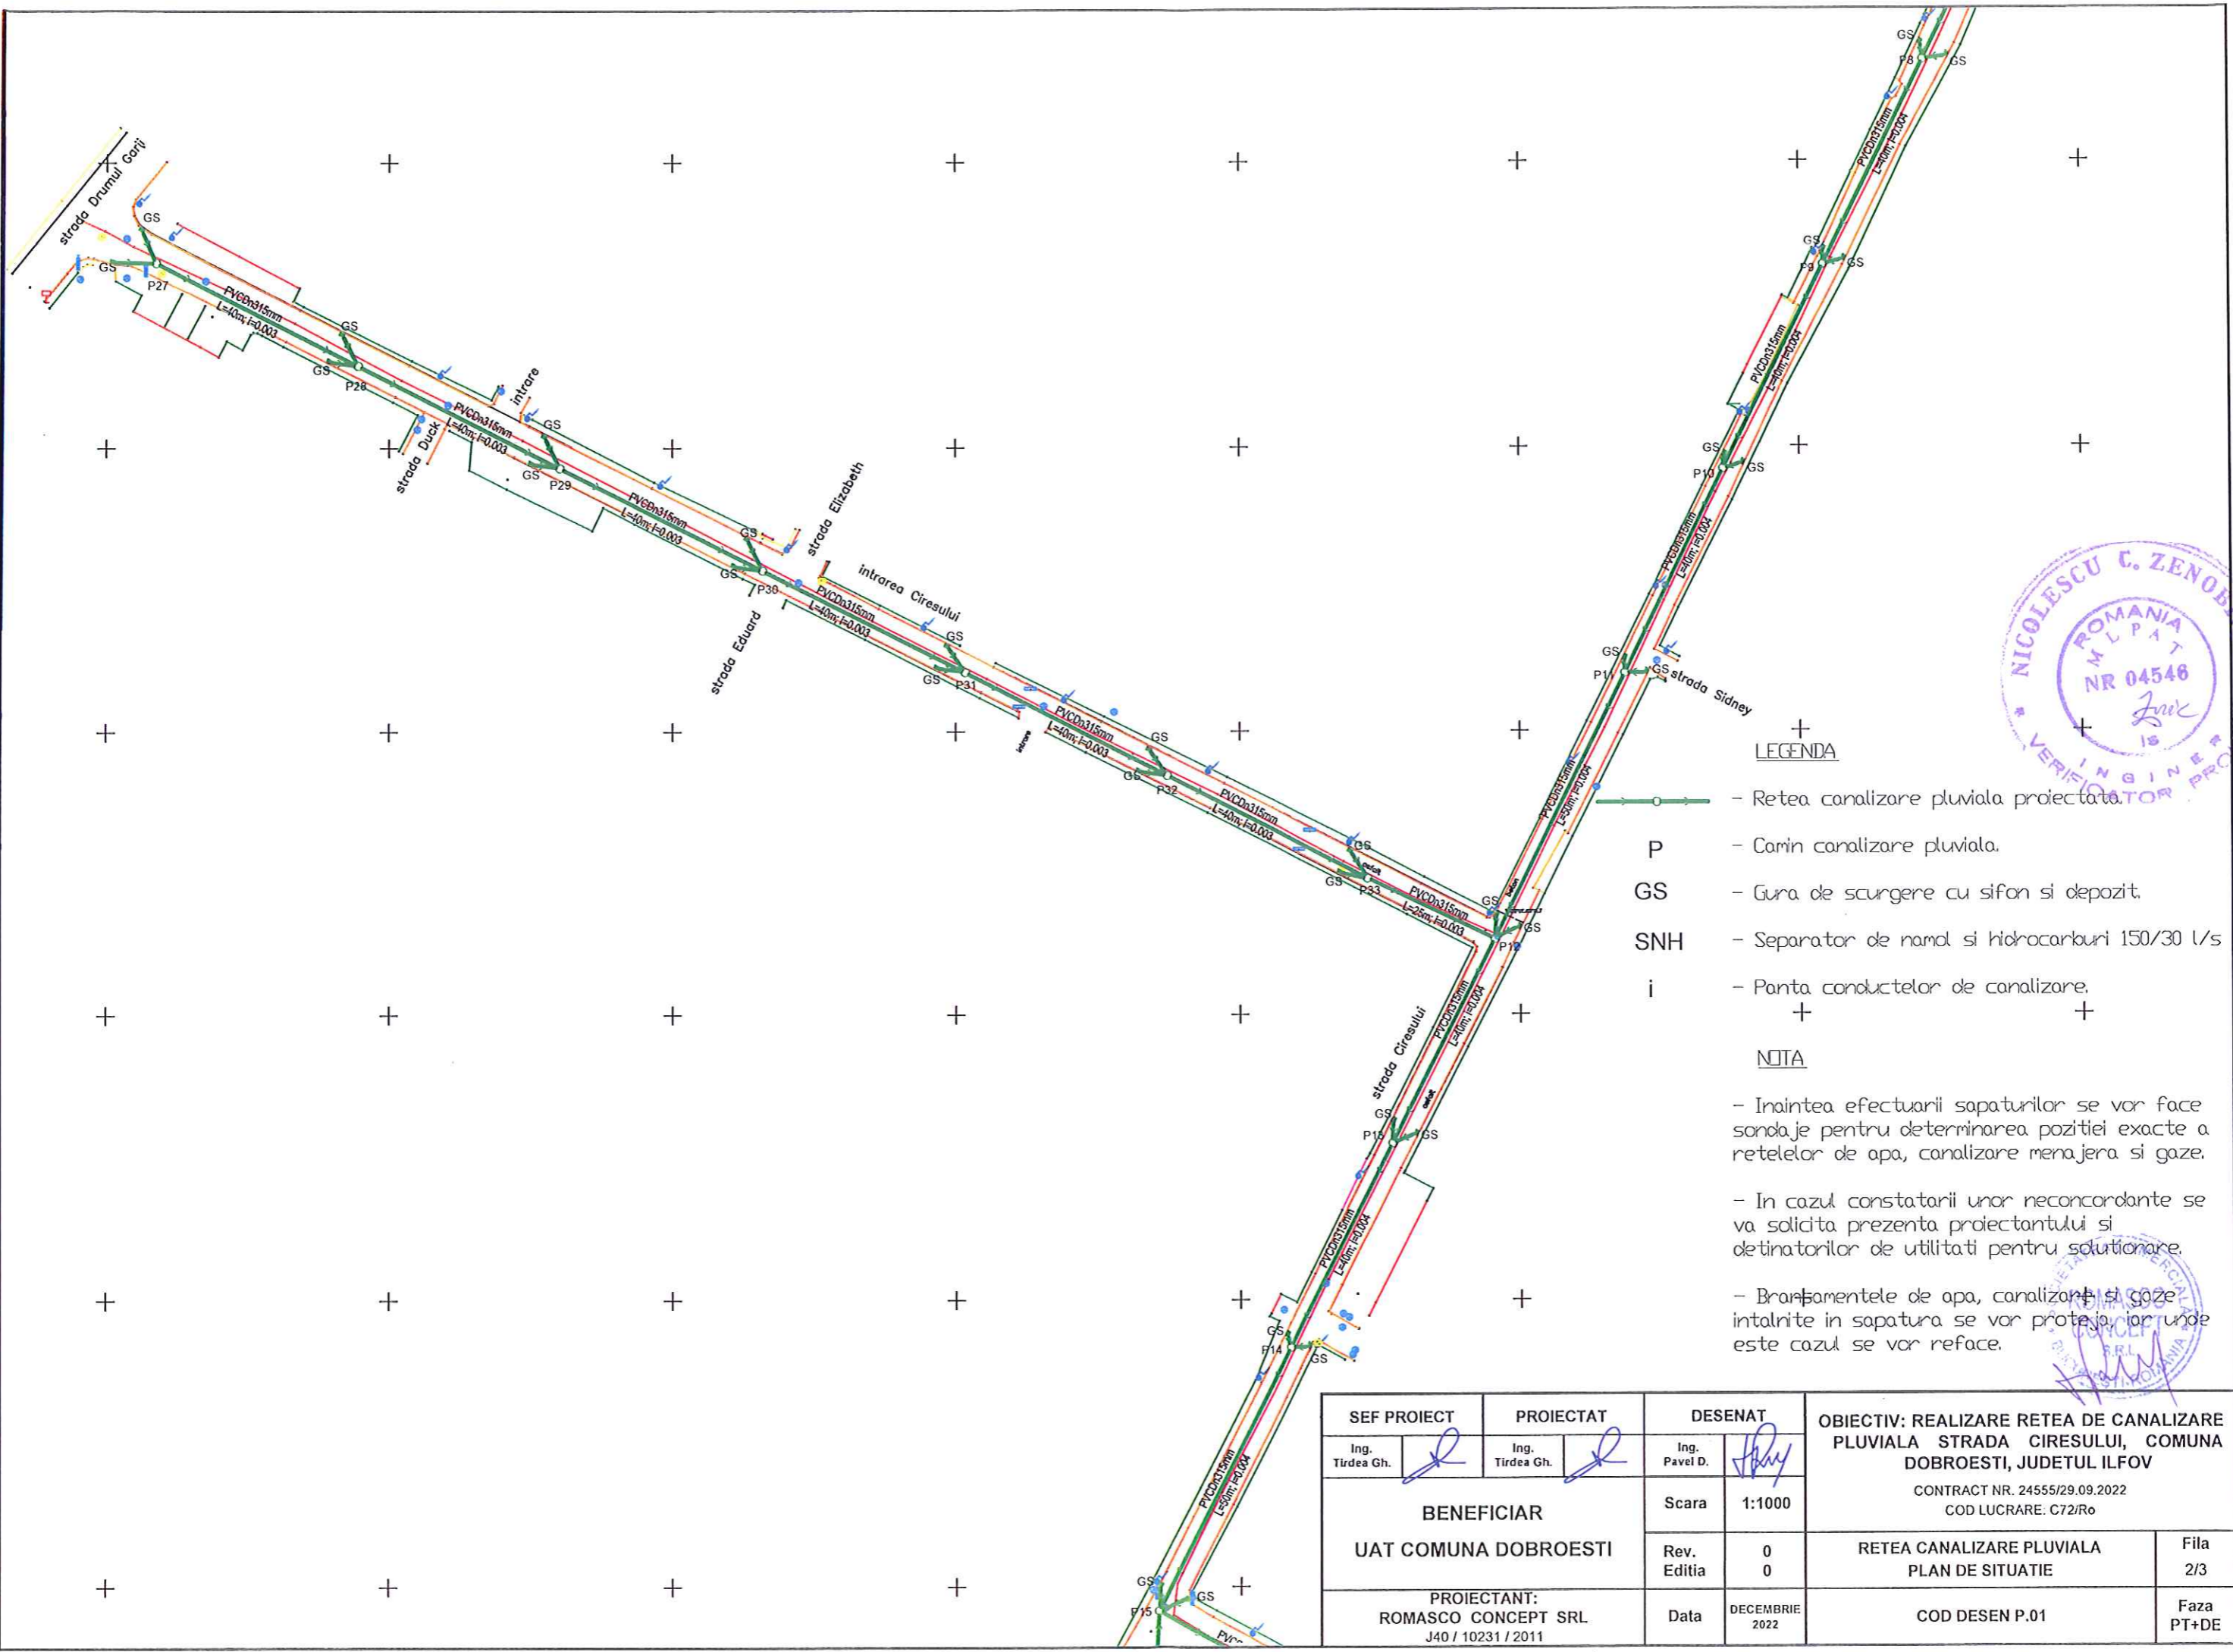 strada Drumul Garii
GS
GS
P27
PVCDn315mm
L=40m; i=0.003
GS
GS
P28
PVCDn315mm
L=40m; i=0.003
intrare
strada Duck
GS
GS
P29
PVCDn315mm
L=40m; i=0.003
strada Elizabeth
GS
GS
P30
strada Eduard
PVCDn315mm
L=40m; i=0.003
intrarea Ciresului
GS
GS
P31
PVCDn315mm
L=40m; i=0.003
intrare
GS
GS
P32
PVCDn315mm
L=40m; i=0.003
GS
asfalt
GS
P33
PVCDn315mm
L=25m; i=0.003
GS
P8
GS
PVCDn315mm
L=40m; i=0.004
GS
P9
GS
PVCDn315mm
L=40m; i=0.004
GS
P10
GS
PVCDn315mm
L=40m; i=0.004
GS
P11
GS
strada Sidney
PVCDn315mm
L=50m; i=0.004
GS
beton
GS
P12
PVCDn315mm
L=40m; i=0.004
strada Ciresului
asfalt
GS
P13
GS
PVCDn315mm
L=40m; i=0.004
GS
P14
GS
PVCDn315mm
L=50m; i=0.004
GS
P15
GS
NICOLESCU C.
ROMANIA
M L P A T
NR 04546
INGINER
LEGENDA
- Retea canalizare pluviala proiectata.
P - Camin canalizare pluviala.
GS - Gura de scurgere cu sifon si depozit.
SNH - Separator de namol si hidrocarburi 150/30 l/s
i - Panta conductelor de canalizare.
NOTA
- Inaintea efectuarii sapaturilor se vor face
sondaje pentru determinarea pozitiei exacte a
retelelor de apa, canalizare menajera si gaze.
- In cazul constatarii unor neconcordante se
va solicita prezenta proiectantului si
detinatorilor de utilitati pentru solutionare.
- Bransamentele de apa, canalizare si gaze
intalnite in sapatura se vor proteja, iar unde
este cazul se vor reface.
ROMASCO
CONCEPT
S.R.L.
SEF PROIECT PROIECTAT DESENAT
Ing.
Tirdea Gh.
Ing.
Tirdea Gh.
Ing.
Pavel D.
OBIECTIV: REALIZARE RETEA DE CANALIZARE
PLUVIALA STRADA CIRESULUI, COMUNA
DOBROESTI, JUDETUL ILFOV
CONTRACT NR. 24555/29.09.2022
COD LUCRARE. C72/Ro
BENEFICIAR
UAT COMUNA DOBROESTI
Scara 1:1000
Rev. 0
Editia 0
RETEA CANALIZARE PLUVIALA
PLAN DE SITUATIE
Fila
2/3
PROIECTANT:
ROMASCO CONCEPT SRL
J40 / 10231 / 2011
Data
DECEMBRIE
2022
COD DESEN P.01
Faza
PT+DE